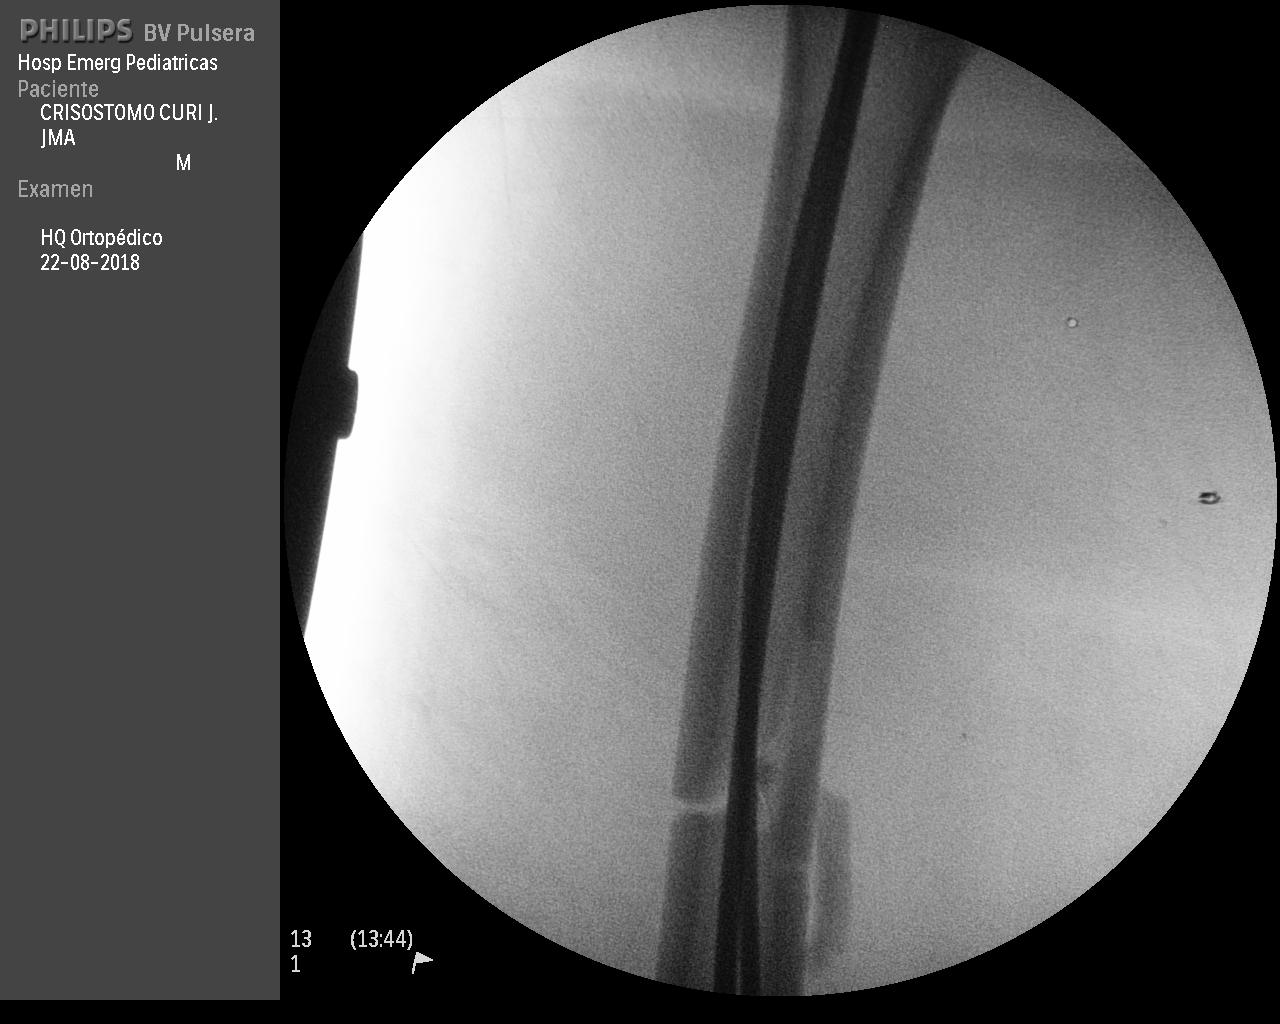 PHILIPS BV Pulsera
Hosp Emerg Pediatricas
Paciente
CRISOSTOMO CURI J.
JMA
M
Examen
HQ Ortopédico
22-08-2018
13 (13:44)
1